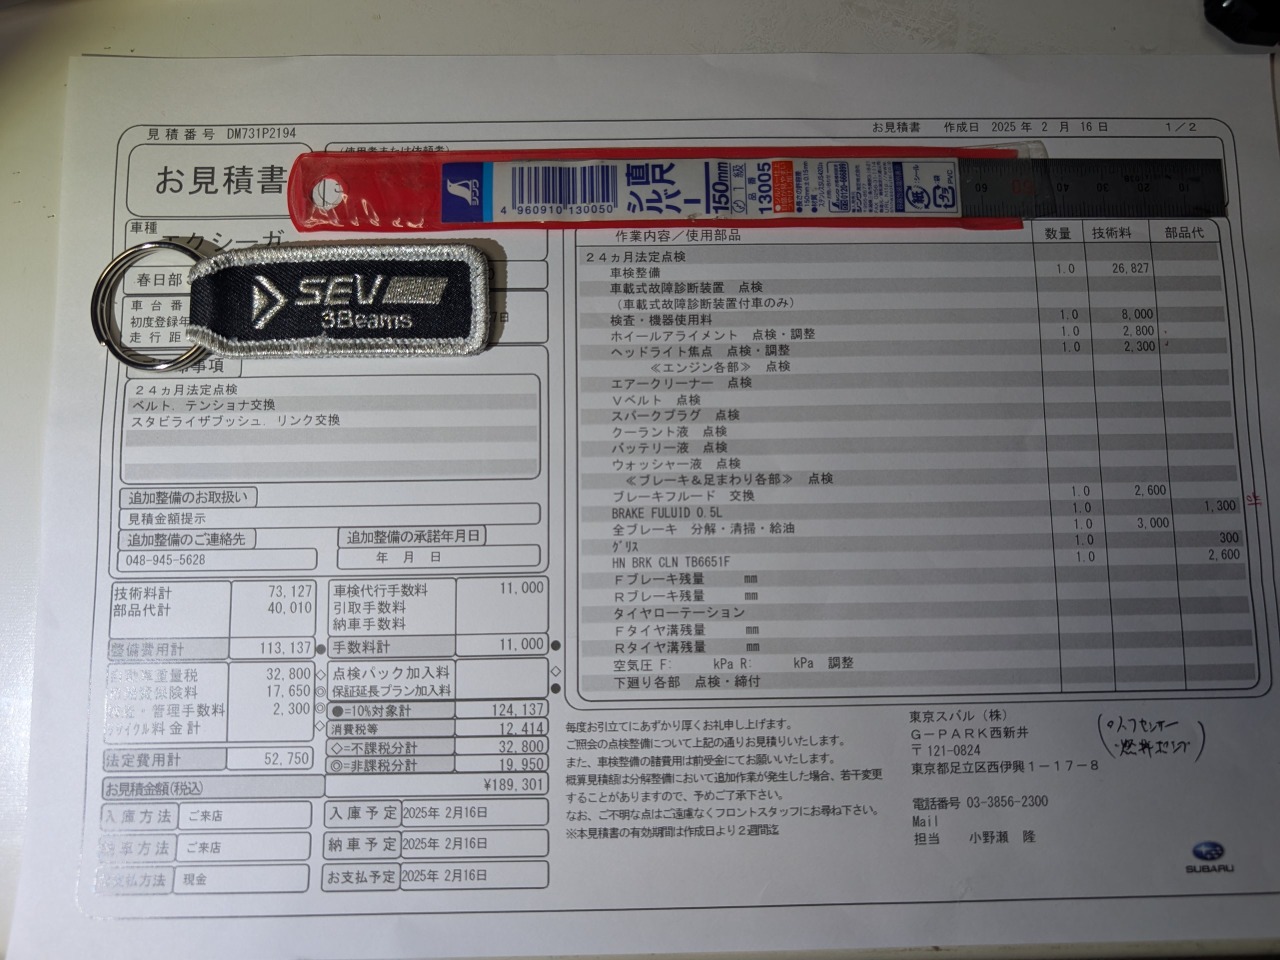 見積番号 DM731P2194
お見積書 作成日 2025年 2月 16日 1／2
(使用者または依頼者)
お見積書
シルバー
直尺
150mm
1級
品番
13005
4 960910 130050
60 50 40 30 20 10
車種
エクシーガ
春日部
SEV
3Beams
車台番
初度登録年
走行距
事項
24ヵ月法定点検
ベルト．テンショナ交換
スタビライザブッシュ．リンク交換
追加整備のお取扱い
見積金額提示
追加整備のご連絡先
048-945-5628
追加整備の承諾年月日
年 月 日
技術料計 73,127
部品代計 40,010
整備費用計 113,137 ●
自動車重量税 32,800 ◇
保険料 17,650 ◎
・管理手数料 2,300 ◎
リサイクル料金計 ◇
法定費用計 52,750
車検代行手数料 11,000
引取手数料
納車手数料
手数料計 11,000 ●
点検パック加入料 ◇
保証延長プラン加入料 ●
●=10%対象計 124,137
消費税等 12,414
◇=不課税分計 32,800
◎=非課税分計 19,950
お見積金額(税込) ¥189,301
入庫方法 ご来店
入庫予定 2025年 2月16日
車方法 ご来店
納車予定 2025年 2月16日
支払方法 現金
お支払予定 2025年 2月16日
作業内容／使用部品 数量 技術料 部品代
24ヵ月法定点検
車検整備 1.0 26,827
車載式故障診断装置 点検
（車載式故障診断装置付車のみ）
検査・機器使用料 1.0 8,000
ホイールアライメント 点検・調整 1.0 2,800
ヘッドライト焦点 点検・調整 1.0 2,300
≪エンジン各部≫ 点検
エアークリーナー 点検
Vベルト 点検
スパークプラグ 点検
クーラント液 点検
バッテリー液 点検
ウォッシャー液 点検
≪ブレーキ&足まわり各部≫ 点検
ブレーキフルード 交換 1.0 2,600
BRAKE FULUID 0.5L 1.0 1,300
全ブレーキ 分解・清掃・給油 1.0 3,000
グリス 1.0 300
HN BRK CLN TB6651F 1.0 2,600
Fブレーキ残量 mm
Rブレーキ残量 mm
タイヤローテーション
Fタイヤ溝残量 mm
Rタイヤ溝残量 mm
空気圧 F: kPa R: kPa 調整
下廻り各部 点検・締付
毎度お引立てにあずかり厚くお礼申し上げます。
ご照会の点検整備について上記の通りお見積りいたします。
また、車検整備の諸費用は前受金にてお願いいたします。
概算見積額は分解整備において追加作業が発生した場合、若干変更
することがありますので、予めご了承下さい。
なお、ご不明な点はご遠慮なくフロントスタッフにお尋ね下さい。
※本見積書の有効期間は作成日より2週間迄
東京スバル（株）
G－PARK西新井
〒121-0824
東京都足立区西伊興1－17－8
電話番号 03-3856-2300
Mail
担当 小野瀬 隆
SUBARU